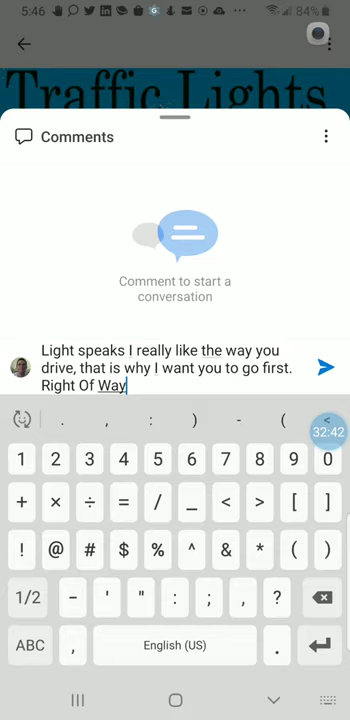 5:46
84%
Traffic Lights
Comments
Comment to start a
conversation
Light speaks I really like the way you
drive, that is why I want you to go first.
Right Of Way
. , : ) - ( <
32:42
1 2 3 4 5 6 7 8 9 0
+ × ÷ = / _ < > [ ]
! @ # $ % ^ & * ( )
1/2 - ' " : ; , ?
ABC , English (US) .